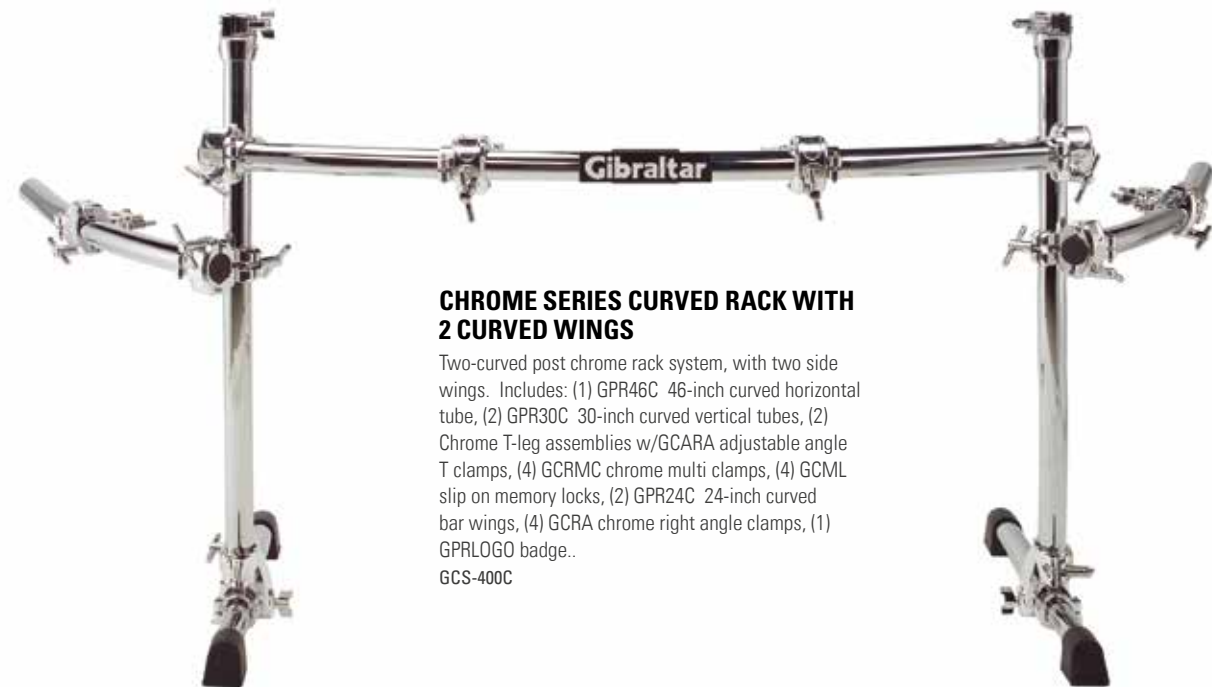 Gibraltar
CHROME SERIES CURVED RACK WITH
2 CURVED WINGS
Two-curved post chrome rack system, with two side
wings. Includes: (1) GPR46C 46-inch curved horizontal
tube, (2) GPR30C 30-inch curved vertical tubes, (2)
Chrome T-leg assemblies w/GCARA adjustable angle
T clamps, (4) GCRMC chrome multi clamps, (4) GCML
slip on memory locks, (2) GPR24C 24-inch curved
bar wings, (4) GCRA chrome right angle clamps, (1)
GPRLOGO badge..
GCS-400C